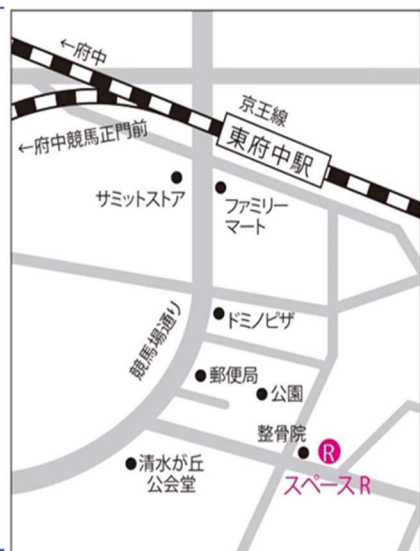 ←府中
京王線
東府中駅
←府中競馬正門前
サミットストア
ファミリー
マート
ドミノピザ
競馬場通り
郵便局
公園
整骨院
R
スペースR
清水が丘
公会堂